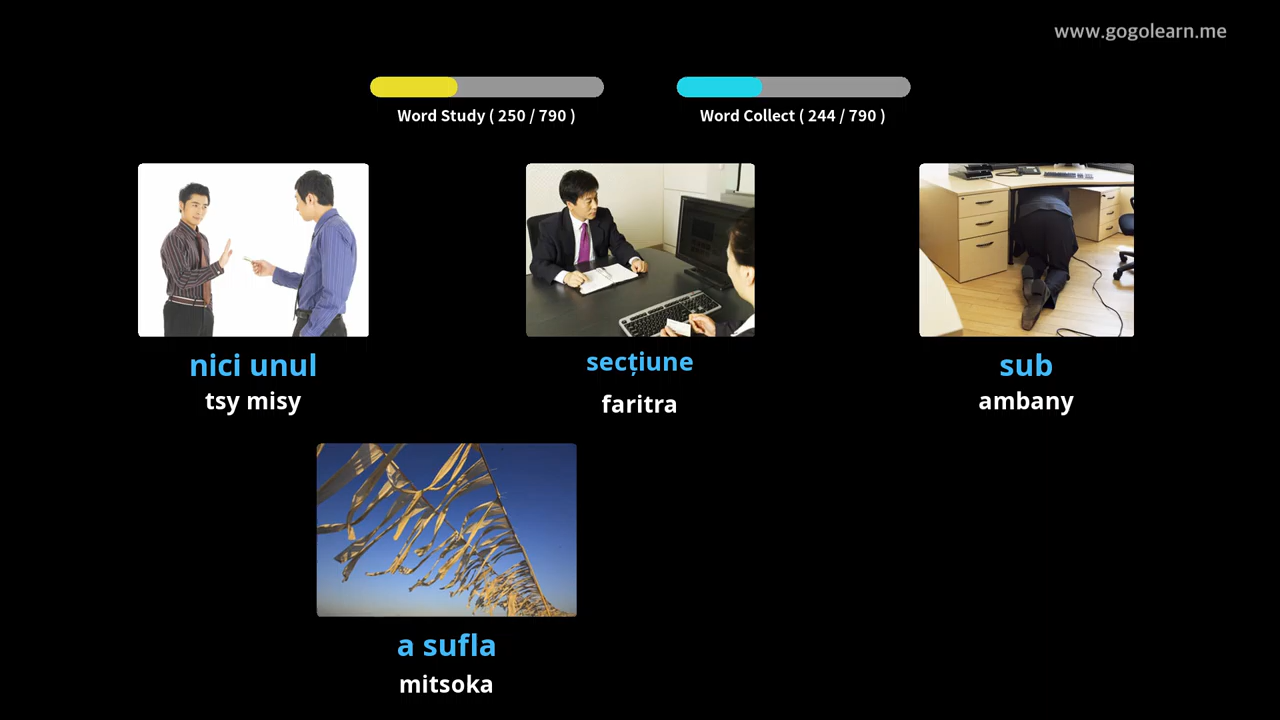 www.gogolearn.me
Word Study ( 250 / 790 )
Word Collect ( 244 / 790 )
nici unul
tsy misy
secțiune
faritra
sub
ambany
a sufla
mitsoka